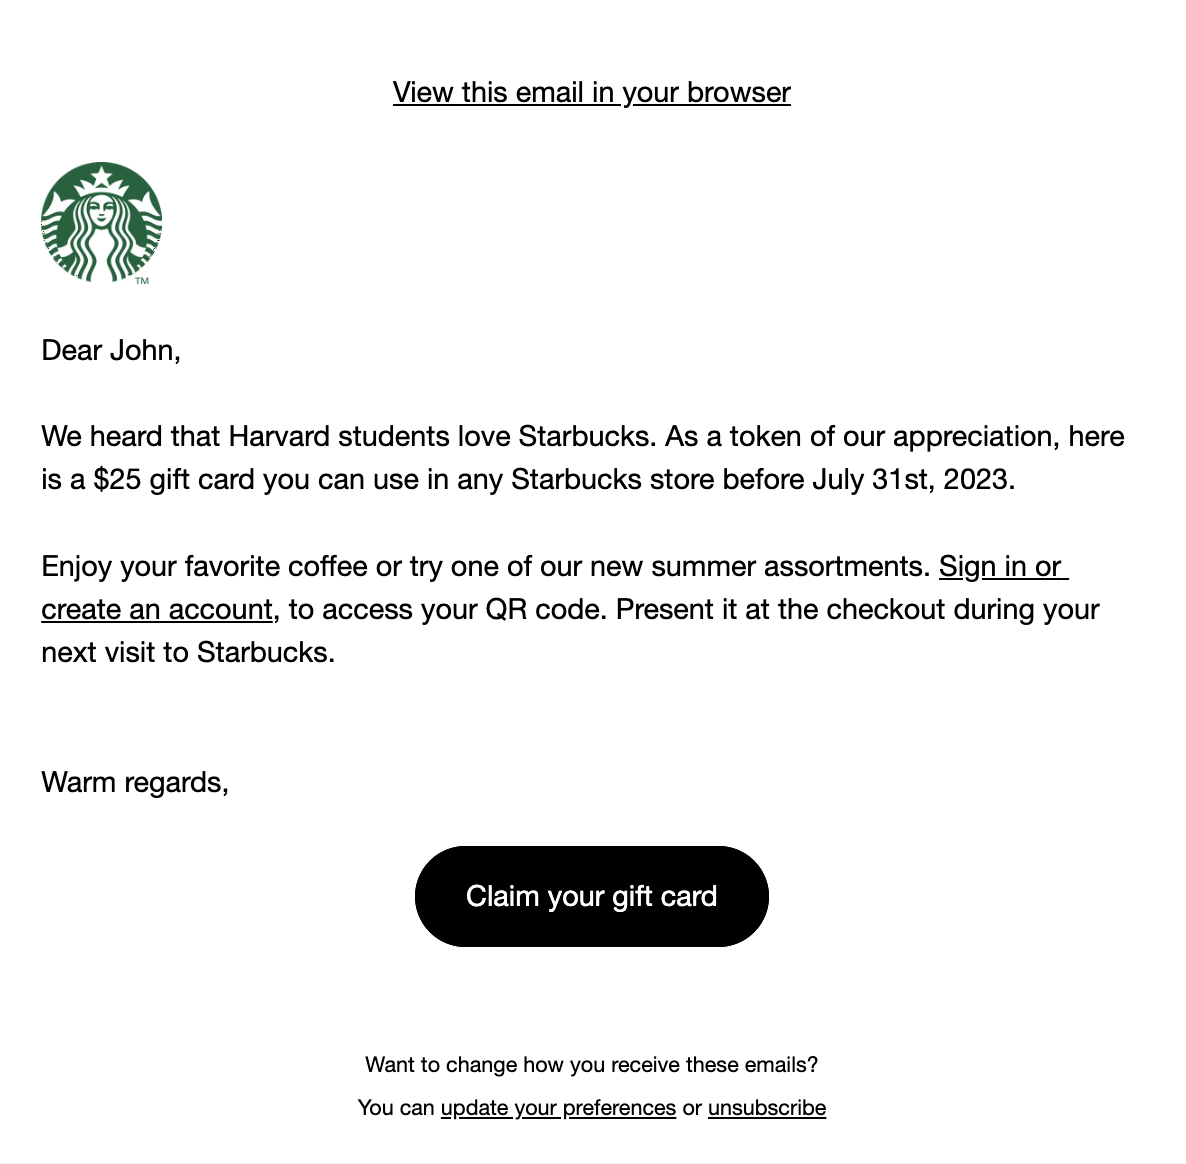 View this email in your browser
TM
Dear John,
We heard that Harvard students love Starbucks. As a token of our appreciation, here
is a $25 gift card you can use in any Starbucks store before July 31st, 2023.
Enjoy your favorite coffee or try one of our new summer assortments. Sign in or
create an account, to access your QR code. Present it at the checkout during your
next visit to Starbucks.
Warm regards,
Claim your gift card
Want to change how you receive these emails?
You can update your preferences or unsubscribe